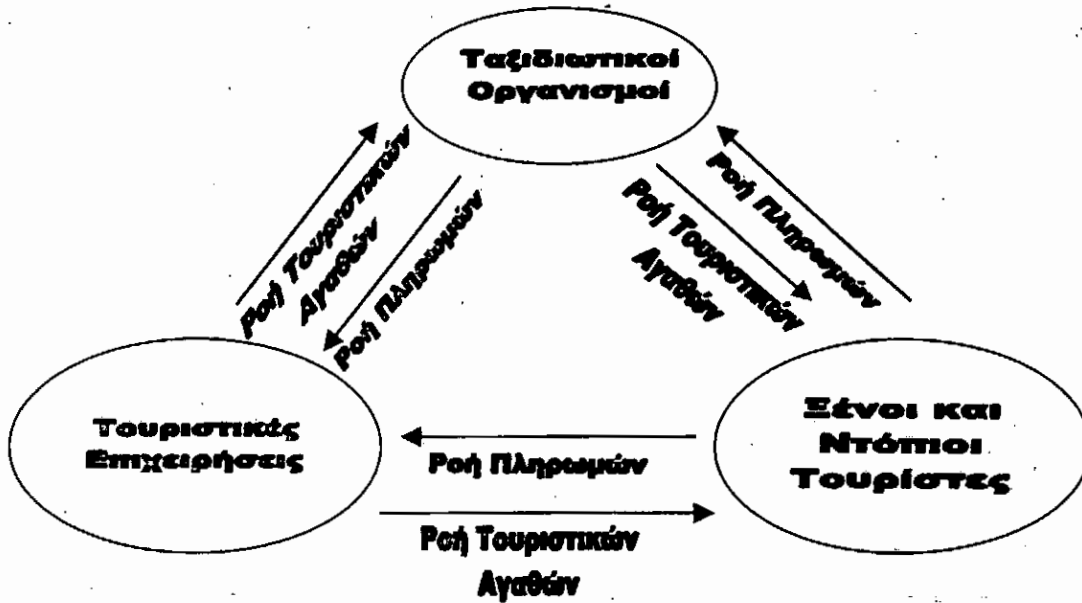 Ταξιδιωτικοί
Οργανισμοί
Ροή Τουριστικών
Αγαθών
Ροή Πληρωμών
Ροή Τουριστικών
Αγαθών
Ροή Πληρωμών
Τουριστικές
Επιχειρήσεις
Ξένοι και
Ντόπιοι
Τουρίστες
Ροή Πληρωμών
Ροή Τουριστικών
Αγαθών